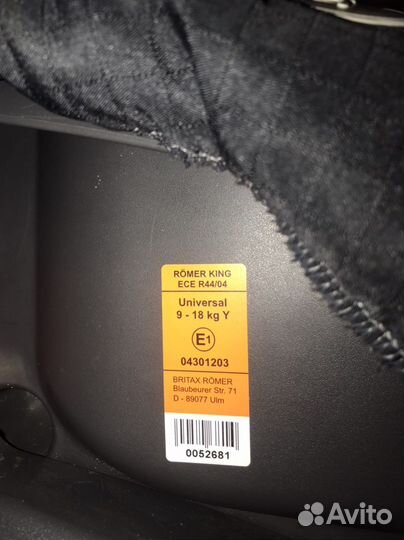 RÖMER KING
ECE R44/04
Universal
9 - 18 kg Y
E1
04301203
BRITAX RÖMER
Blaubeurer Str. 71
D - 89077 Ulm
0052681
Avito